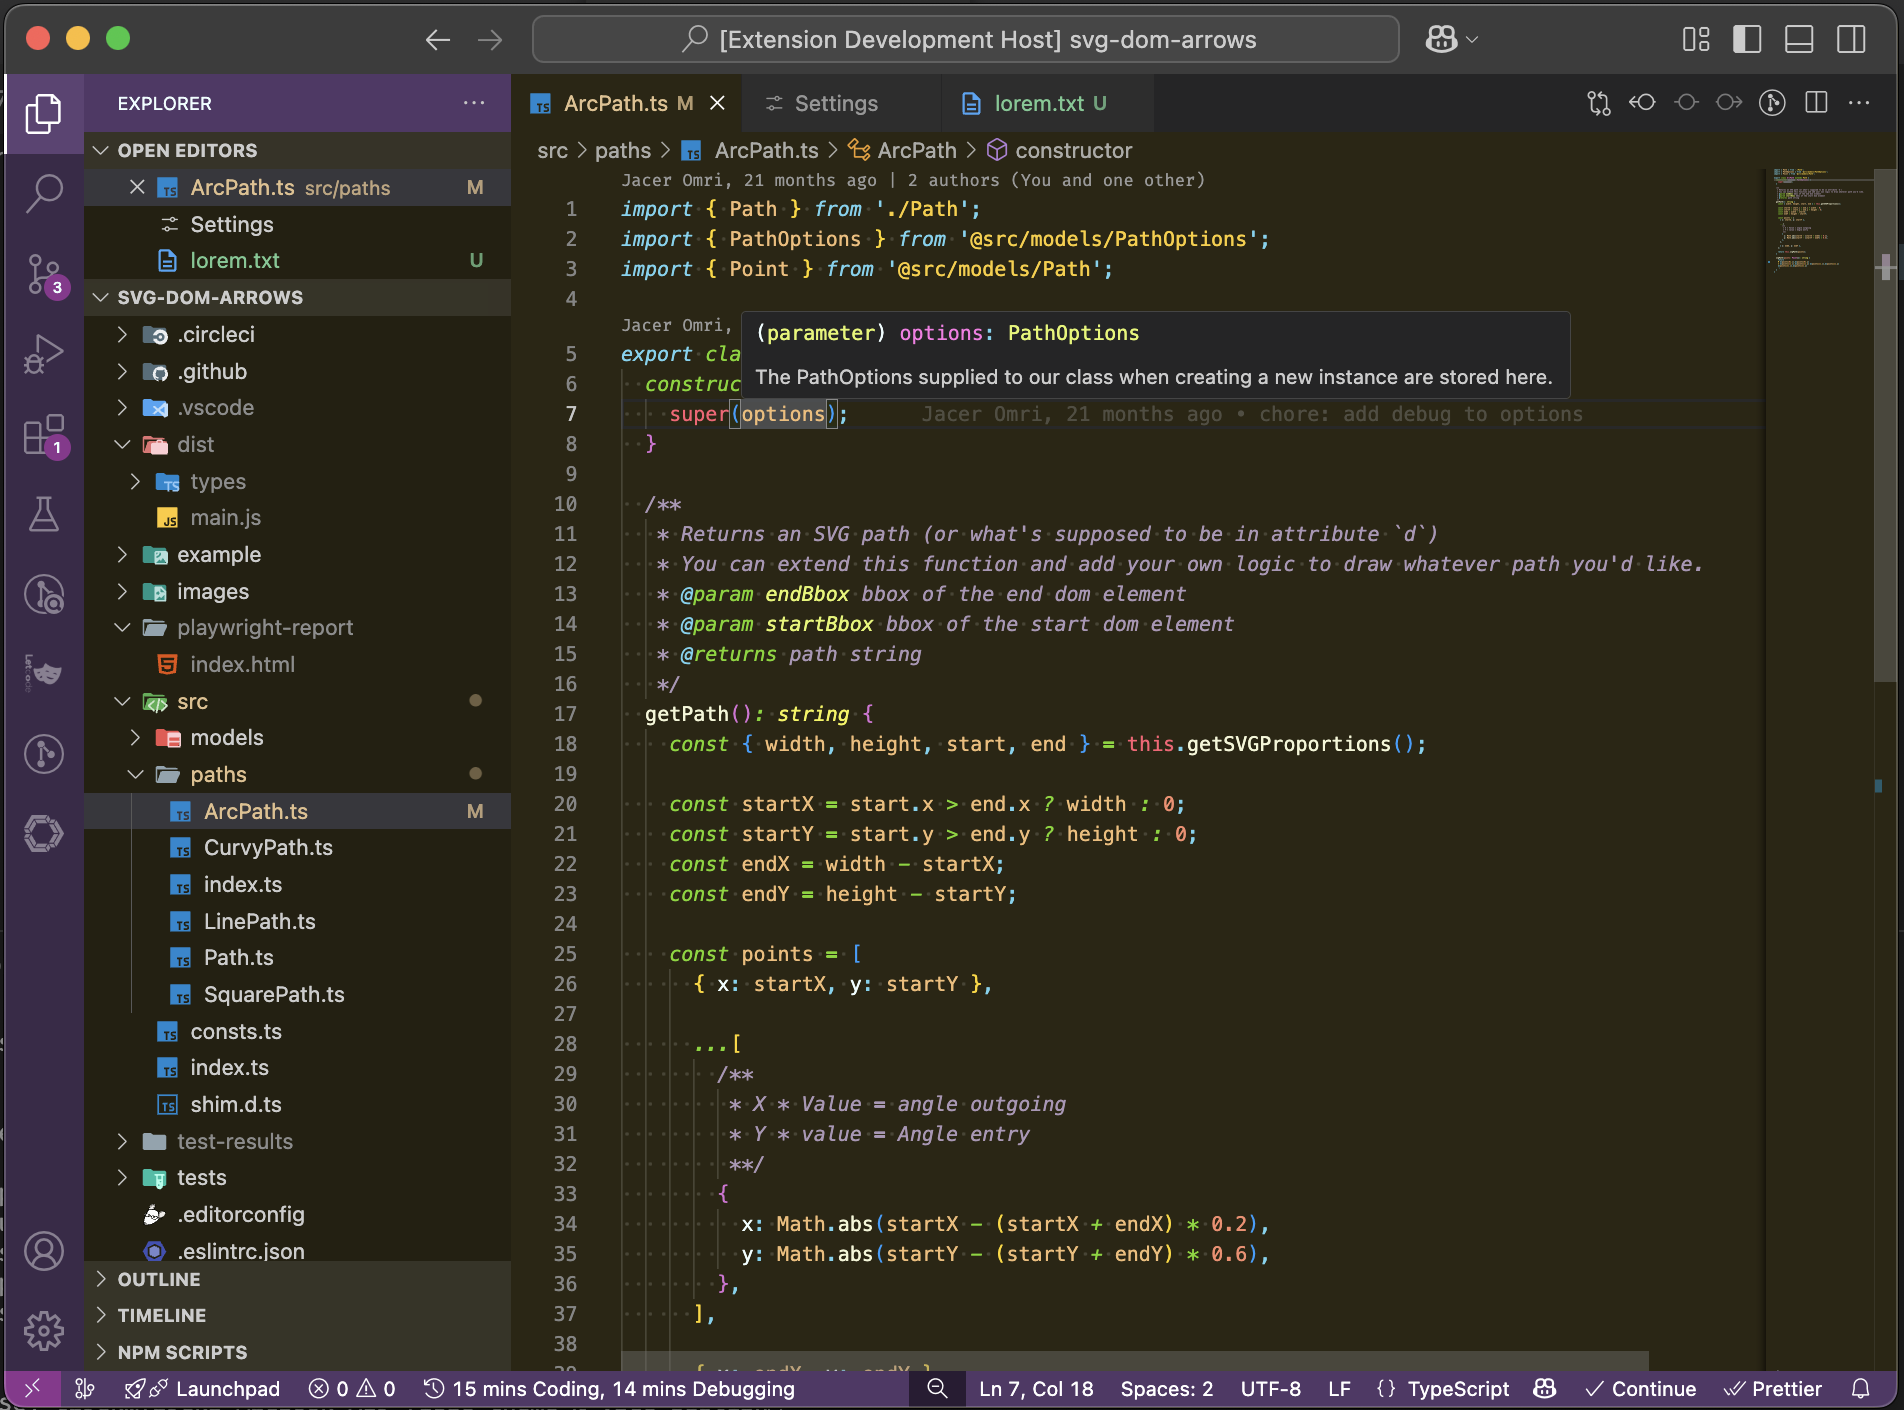 [Extension Development Host] svg-dom-arrows
EXPLORER
OPEN EDITORS
ArcPath.ts src/paths M
Settings
lorem.txt U
SVG-DOM-ARROWS
.circleci
.github
.vscode
dist
types
main.js
example
images
playwright-report
index.html
src
models
paths
ArcPath.ts M
CurvyPath.ts
index.ts
LinePath.ts
Path.ts
SquarePath.ts
consts.ts
index.ts
shim.d.ts
test-results
tests
.editorconfig
.eslintrc.json
OUTLINE
TIMELINE
NPM SCRIPTS
3
1
ArcPath.ts M
Settings
lorem.txt U
src > paths > ArcPath.ts > ArcPath > constructor
Jacer Omri, 21 months ago | 2 authors (You and one other)
1 import { Path } from './Path';
2 import { PathOptions } from '@src/models/PathOptions';
3 import { Point } from '@src/models/Path';
4
Jacer Omri,
(parameter) options: PathOptions
The PathOptions supplied to our class when creating a new instance are stored here.
5 export cla
6 construc
7 super(options); Jacer Omri, 21 months ago • chore: add debug to options
8 }
9
10 /**
11 * Returns an SVG path (or what's supposed to be in attribute `d`)
12 * You can extend this function and add your own logic to draw whatever path you'd like.
13 * @param endBbox bbox of the end dom element
14 * @param startBbox bbox of the start dom element
15 * @returns path string
16 */
17 getPath(): string {
18 const { width, height, start, end } = this.getSVGProportions();
19
20 const startX = start.x > end.x ? width : 0;
21 const startY = start.y > end.y ? height : 0;
22 const endX = width - startX;
23 const endY = height - startY;
24
25 const points = [
26 { x: startX, y: startY },
27
28 ...[
29 /**
30 * X * Value = angle outgoing
31 * Y * value = Angle entry
32 **/
33 {
34 x: Math.abs(startX - (startX + endX) * 0.2),
35 y: Math.abs(startY - (startY + endY) * 0.6),
36 },
37 ],
38
Launchpad 0 0 15 mins Coding, 14 mins Debugging Ln 7, Col 18 Spaces: 2 UTF-8 LF {} TypeScript Continue Prettier